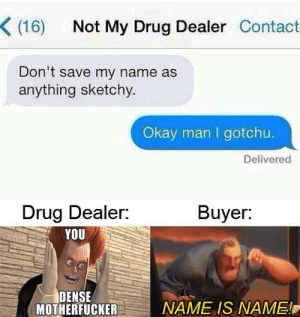 (16) Not My Drug Dealer Contact
Don't save my name as
anything sketchy.
Okay man I gotchu.
Delivered
Drug Dealer: Buyer:
YOU
DENSE
MOTHERFUCKER
NAME IS NAME!